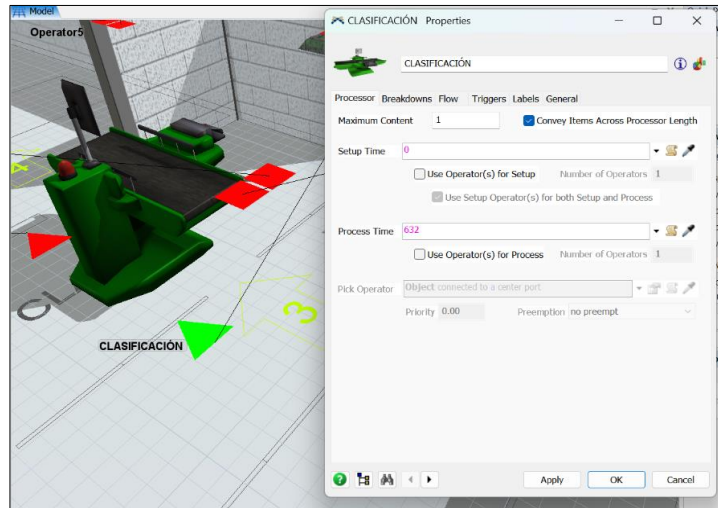 Model
Operator5
CL
4
3
CLASIFICACIÓN
CLASIFICACIÓN Properties
CLASIFICACIÓN
Processor Breakdowns Flow Triggers Labels General
Maximum Content 1 Convey Items Across Processor Length
Setup Time 0
Use Operator(s) for Setup Number of Operators 1
Use Setup Operator(s) for both Setup and Process
Process Time 632
Use Operator(s) for Process Number of Operators 1
Pick Operator Object connected to a center port
Priority 0.00 Preemption no preempt
Apply OK Cancel